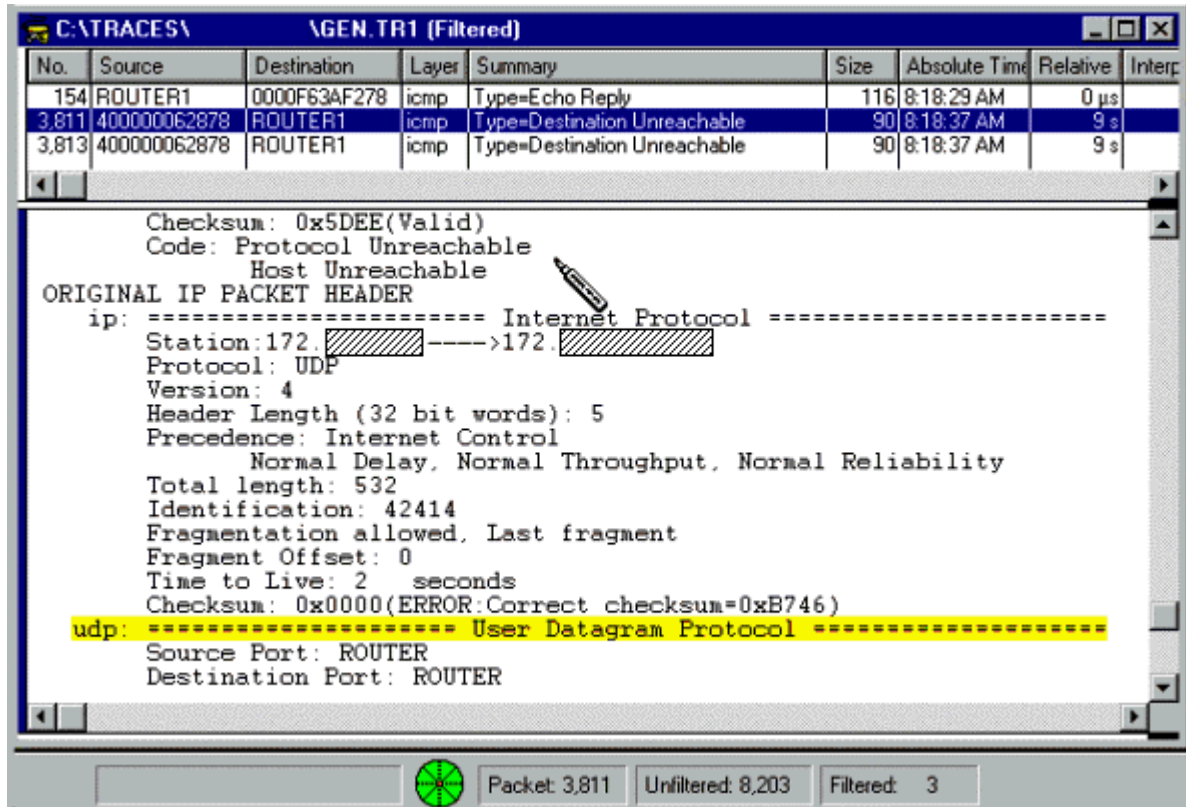 C:\TRACES\ \GEN.TR1 (Filtered)
No. Source Destination Layer Summary Size Absolute Time Relative Interp
154 ROUTER1 0000F63AF278 icmp Type=Echo Reply 116 8:18:29 AM 0 µs
3,811 400000062878 ROUTER1 icmp Type=Destination Unreachable 90 8:18:37 AM 9 s
3,813 400000062878 ROUTER1 icmp Type=Destination Unreachable 90 8:18:37 AM 9 s
Checksum: 0x5DEE(Valid)
Code: Protocol Unreachable
Host Unreachable
ORIGINAL IP PACKET HEADER
ip: ======================= Internet Protocol =======================
Station:172. ---->172.
Protocol: UDP
Version: 4
Header Length (32 bit words): 5
Precedence: Internet Control
Normal Delay, Normal Throughput, Normal Reliability
Total length: 532
Identification: 42414
Fragmentation allowed, Last fragment
Fragment Offset: 0
Time to Live: 2 seconds
Checksum: 0x0000(ERROR:Correct checksum=0xB746)
udp: ===================== User Datagram Protocol ====================
Source Port: ROUTER
Destination Port: ROUTER
Packet: 3,811 Unfiltered: 8,203 Filtered: 3